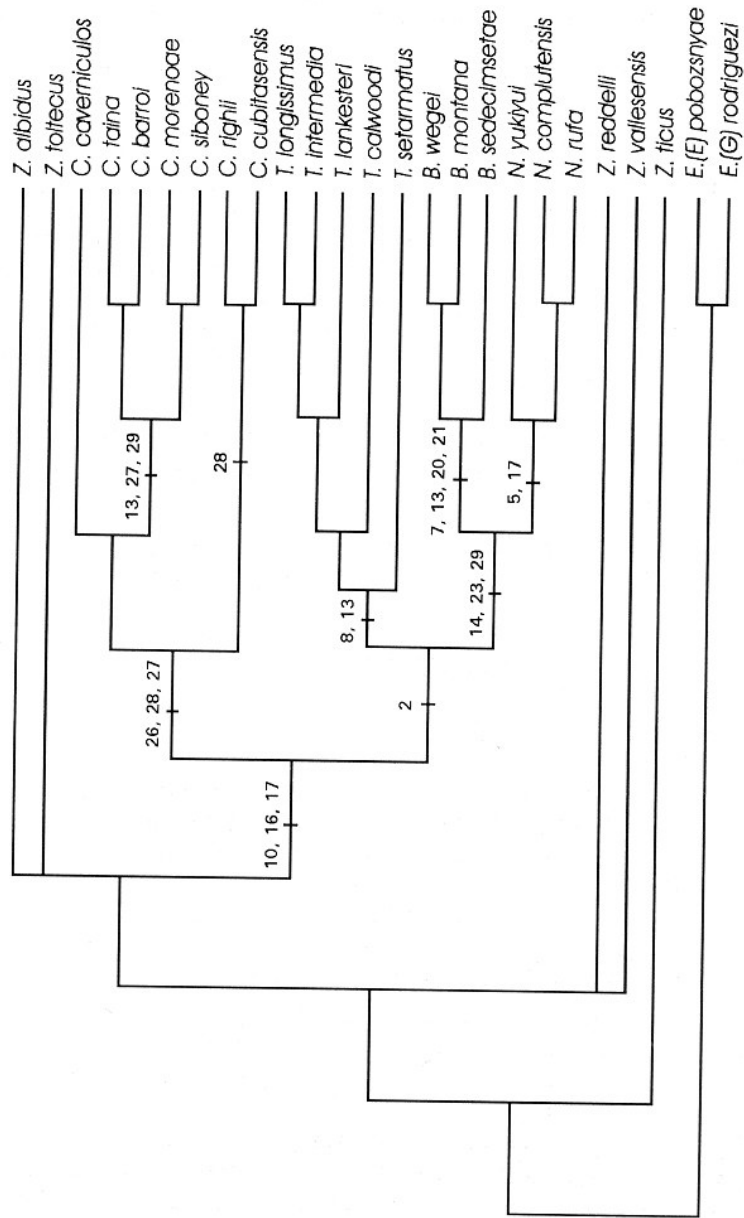 Z. albidus
Z. toltecus
C. caverniculos
C. taina
C. barroi
C. morenoae
C. siboney
C. righii
C. cubitasensis
T. longissimus
T. intermedia
T. lankesteri
T. calwoodi
T. setarmatus
B. wegei
B. montana
B. sedecimsetae
N. yukiyui
N. complutensis
N. rufa
Z. reddelli
Z. vallesensis
Z. ticus
E.(E) pobozsnyae
E.(G) rodriguezi
13, 27, 29
28
26, 28, 27
8, 13
7, 13, 20, 21
5, 17
14, 23, 29
2
10, 16, 17